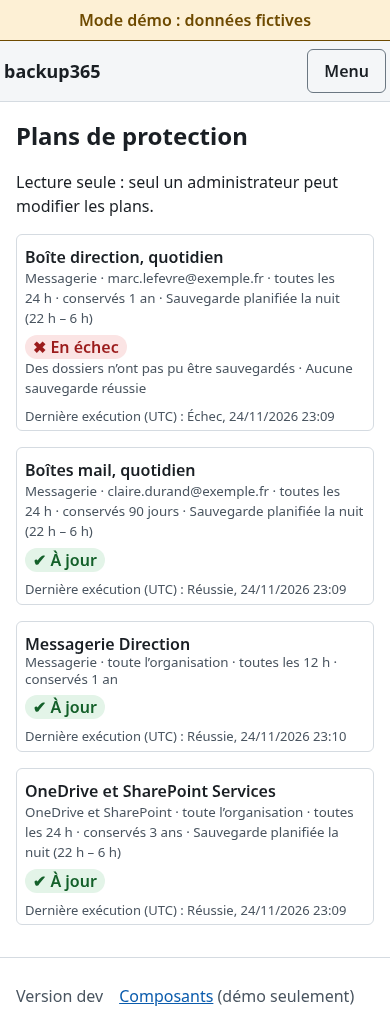 Mode démo : données fictives
backup365
Menu
Plans de protection
Lecture seule : seul un administrateur peut
modifier les plans.
Boîte direction, quotidien
Messagerie · marc.lefevre@exemple.fr · toutes les
24 h · conservés 1 an · Sauvegarde planifiée la nuit
(22 h – 6 h)
✖ En échec
Des dossiers n’ont pas pu être sauvegardés · Aucune
sauvegarde réussie
Dernière exécution (UTC) : Échec, 24/11/2026 23:09
Boîtes mail, quotidien
Messagerie · claire.durand@exemple.fr · toutes les
24 h · conservés 90 jours · Sauvegarde planifiée la nuit
(22 h – 6 h)
✔ À jour
Dernière exécution (UTC) : Réussie, 24/11/2026 23:09
Messagerie Direction
Messagerie · toute l’organisation · toutes les 12 h ·
conservés 1 an
✔ À jour
Dernière exécution (UTC) : Réussie, 24/11/2026 23:10
OneDrive et SharePoint Services
OneDrive et SharePoint · toute l’organisation · toutes
les 24 h · conservés 3 ans · Sauvegarde planifiée la
nuit (22 h – 6 h)
✔ À jour
Dernière exécution (UTC) : Réussie, 24/11/2026 23:09
Version dev Composants (démo seulement)